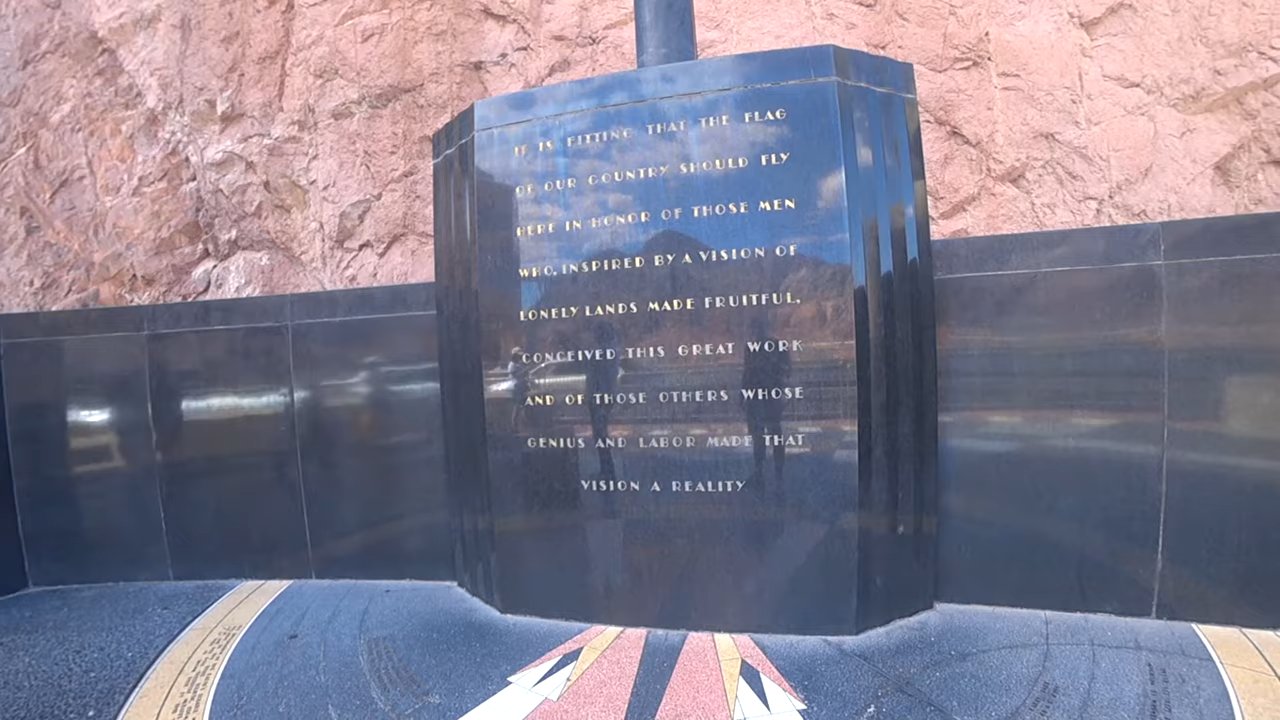 IT IS FITTING THAT THE FLAG
OF OUR COUNTRY SHOULD FLY
HERE IN HONOR OF THOSE MEN
WHO, INSPIRED BY A VISION OF
LONELY LANDS MADE FRUITFUL,
CONCEIVED THIS GREAT WORK
AND OF THOSE OTHERS WHOSE
GENIUS AND LABOR MADE THAT
VISION A REALITY